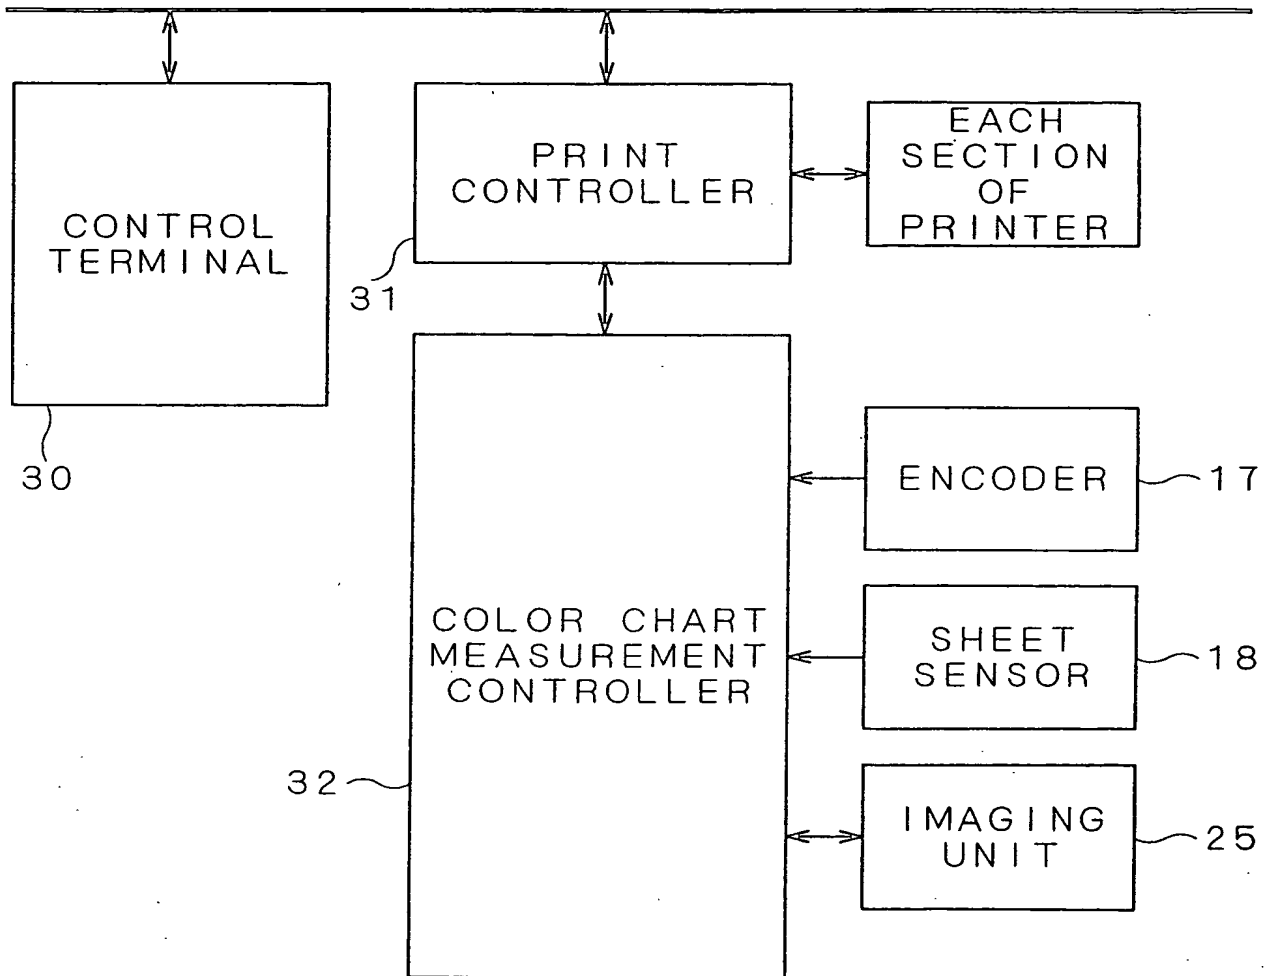 CONTROL
TERMINAL
30
PRINT
CONTROLLER
31
EACH
SECTION
OF
PRINTER
COLOR CHART
MEASUREMENT
CONTROLLER
32
ENCODER
17
SHEET
SENSOR
18
IMAGING
UNIT
25